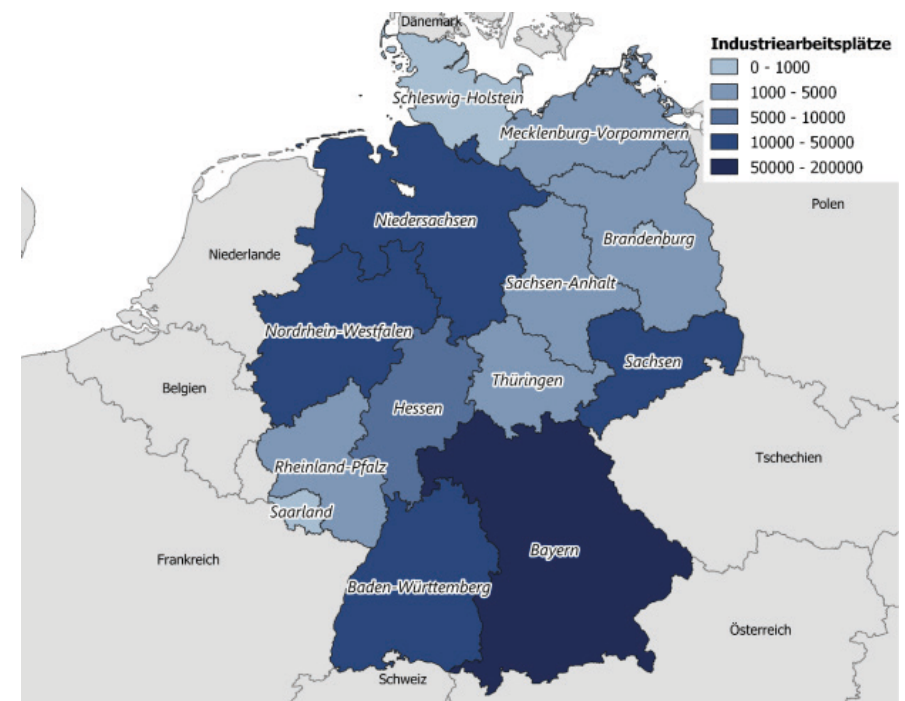 Dänemark
Industriearbeitsplätze
0 - 1000
1000 - 5000
5000 - 10000
10000 - 50000
50000 - 200000
Schleswig-Holstein
Mecklenburg-Vorpommern
Polen
Niedersachsen
Brandenburg
Niederlande
Sachsen-Anhalt
Nordrhein-Westfalen
Sachsen
Thüringen
Belgien
Hessen
Tschechien
Rheinland-Pfalz
Saarland
Bayern
Frankreich
Baden-Württemberg
Österreich
Schweiz